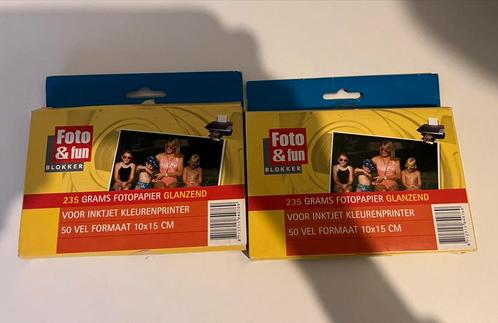 Foto
& fun
BLOKKER
235 GRAMS FOTOPAPIER GLANZEND
VOOR INKTJET KLEURENPRINTER
50 VEL FORMAAT 10x15 CM
Foto
& fun
BLOKKER
235 GRAMS FOTOPAPIER GLANZEND
VOOR INKTJET KLEURENPRINTER
50 VEL FORMAAT 10x15 CM